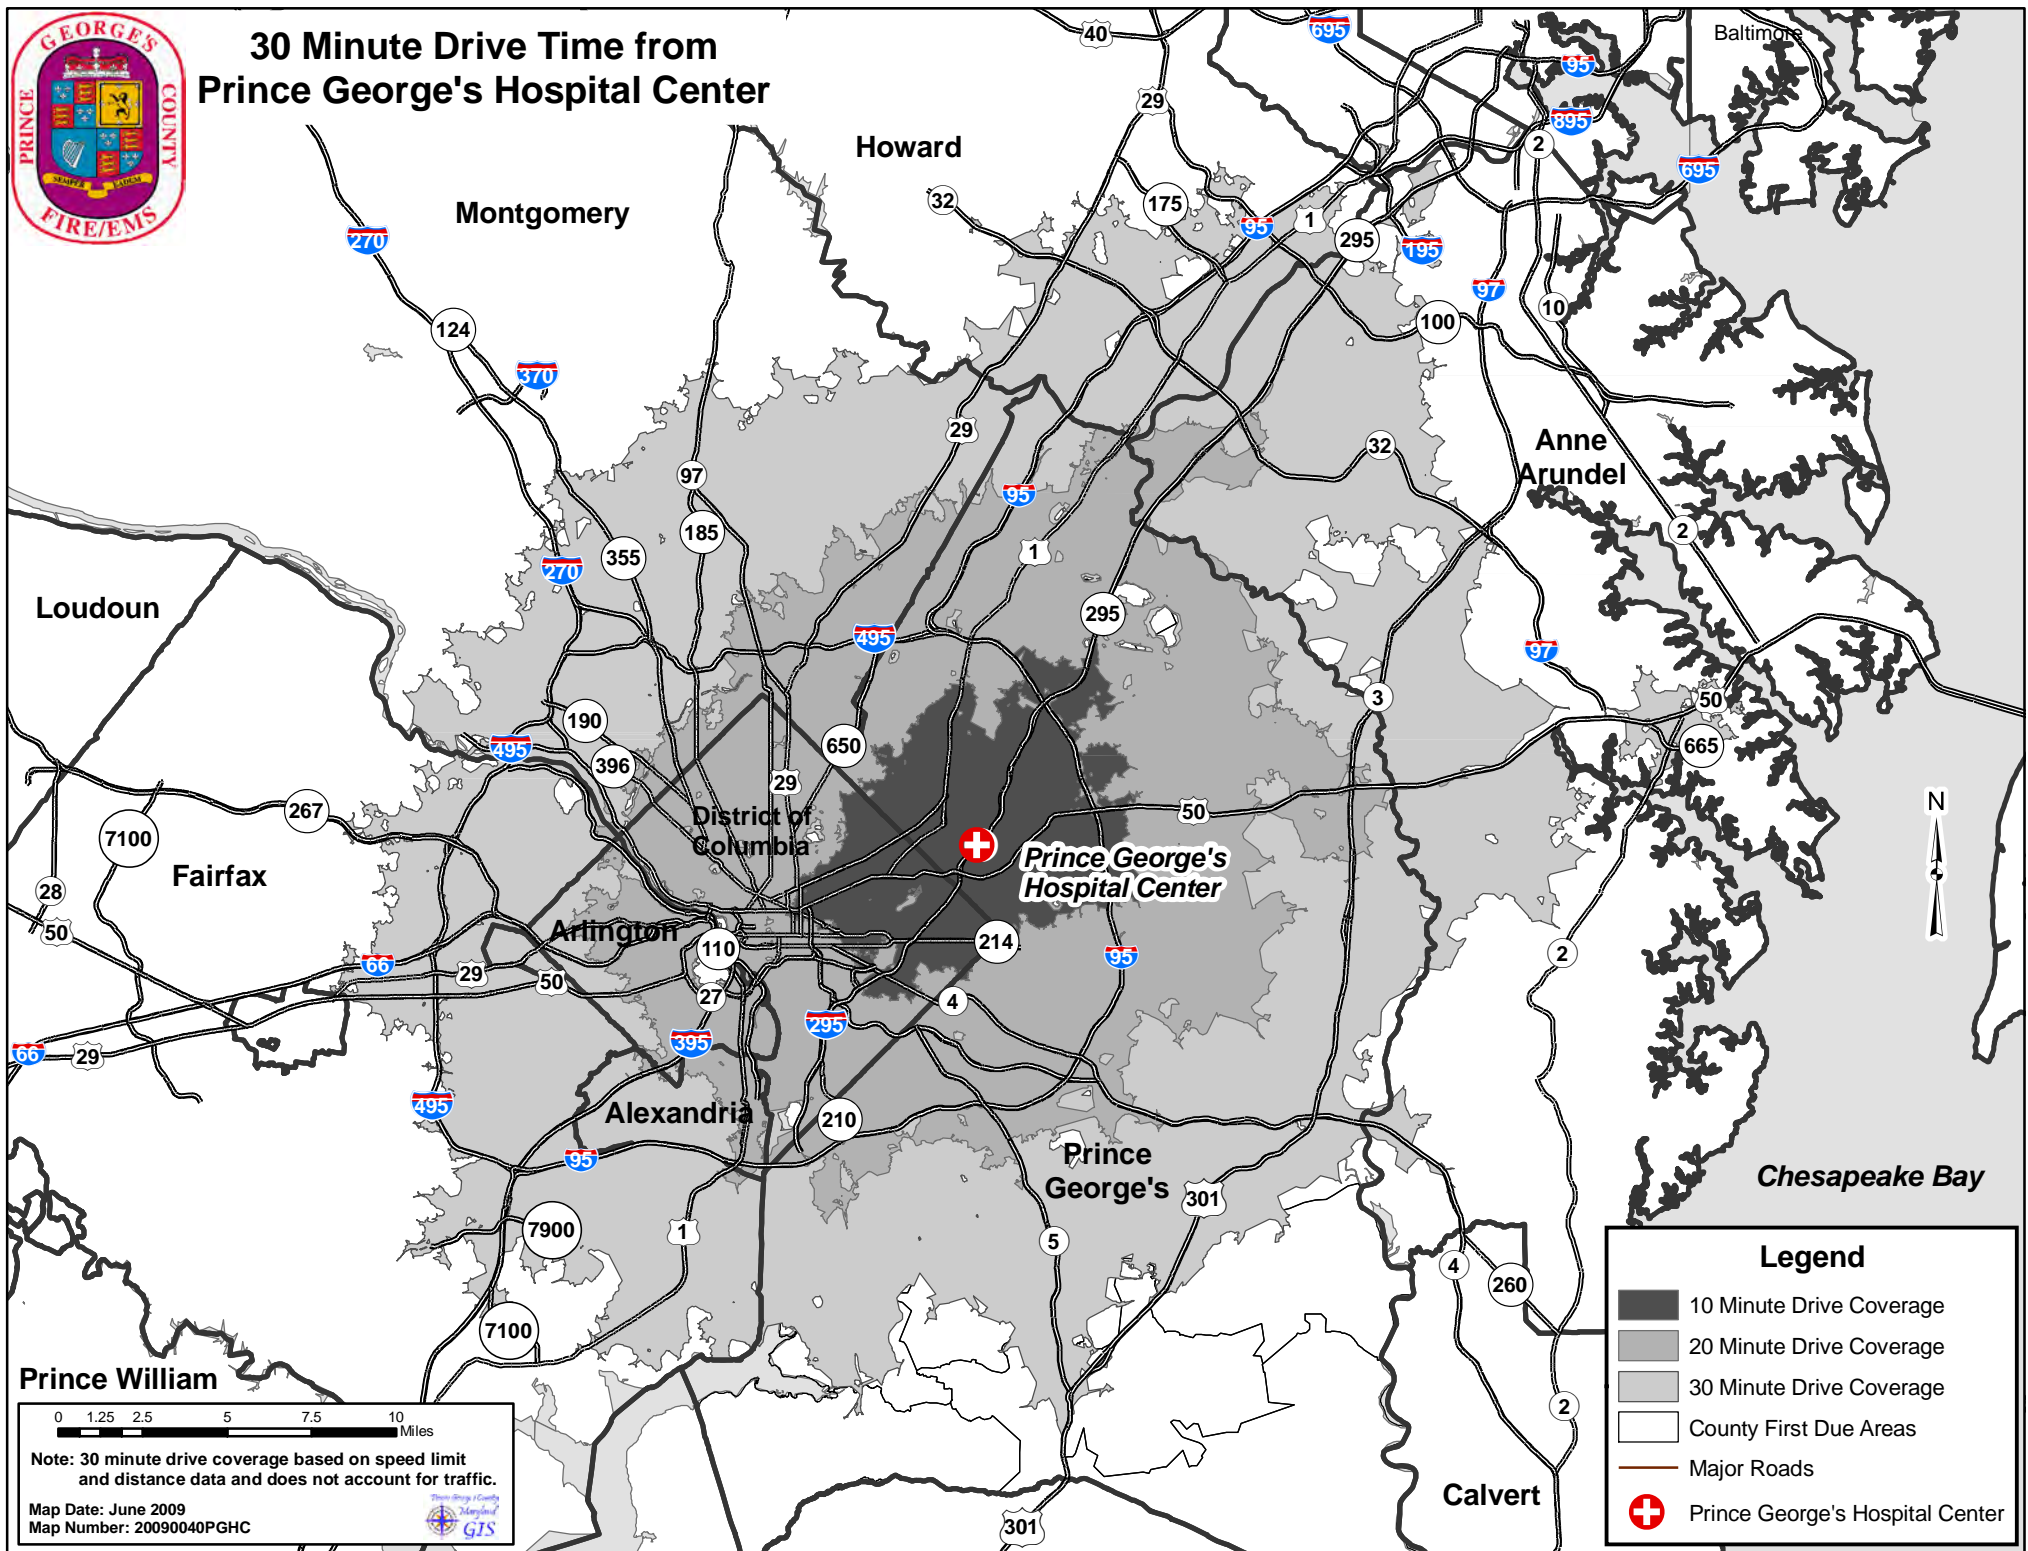 30 Minute Drive Time from
Prince George's Hospital Center
PRINCE
GEORGE'S
COUNTY
SEMPER EADEM
FIRE/EMS
40
695
Baltimore
95
29
895
2
Howard
695
32
175
Montgomery
95
1
295
195
270
97
10
124
100
370
29
32
Anne
Arundel
97
95
185
1
2
355
270
Loudoun
295
495
97
3
50
190
495
650
665
396
29
267
50
District of
Columbia
N
7100
Prince George's
Hospital Center
Fairfax
28
50
Arlington
110
214
66
29
50
95
2
27
4
295
395
66
29
495
Alexandria
210
95
Prince
George's
Chesapeake Bay
301
7900
1
5
4
260
7100
2
Prince William
Calvert
301
0 1.25 2.5 5 7.5 10
Miles
Note: 30 minute drive coverage based on speed limit
and distance data and does not account for traffic.
Map Date: June 2009
Map Number: 20090040PGHC
Prince George's County
Maryland
GIS
Legend
10 Minute Drive Coverage
20 Minute Drive Coverage
30 Minute Drive Coverage
County First Due Areas
Major Roads
Prince George's Hospital Center